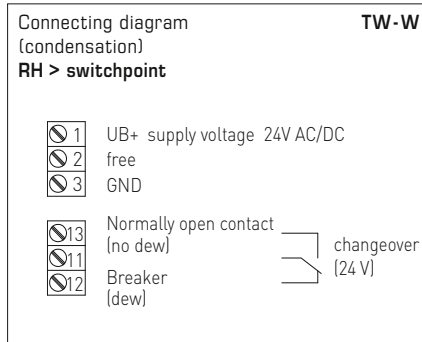 Connecting diagram TW-W
(condensation)
RH > switchpoint
1 UB+ supply voltage 24V AC/DC
2 free
3 GND
13 Normally open contact
(no dew)
11
12 Breaker
(dew)
changeover
(24 V)